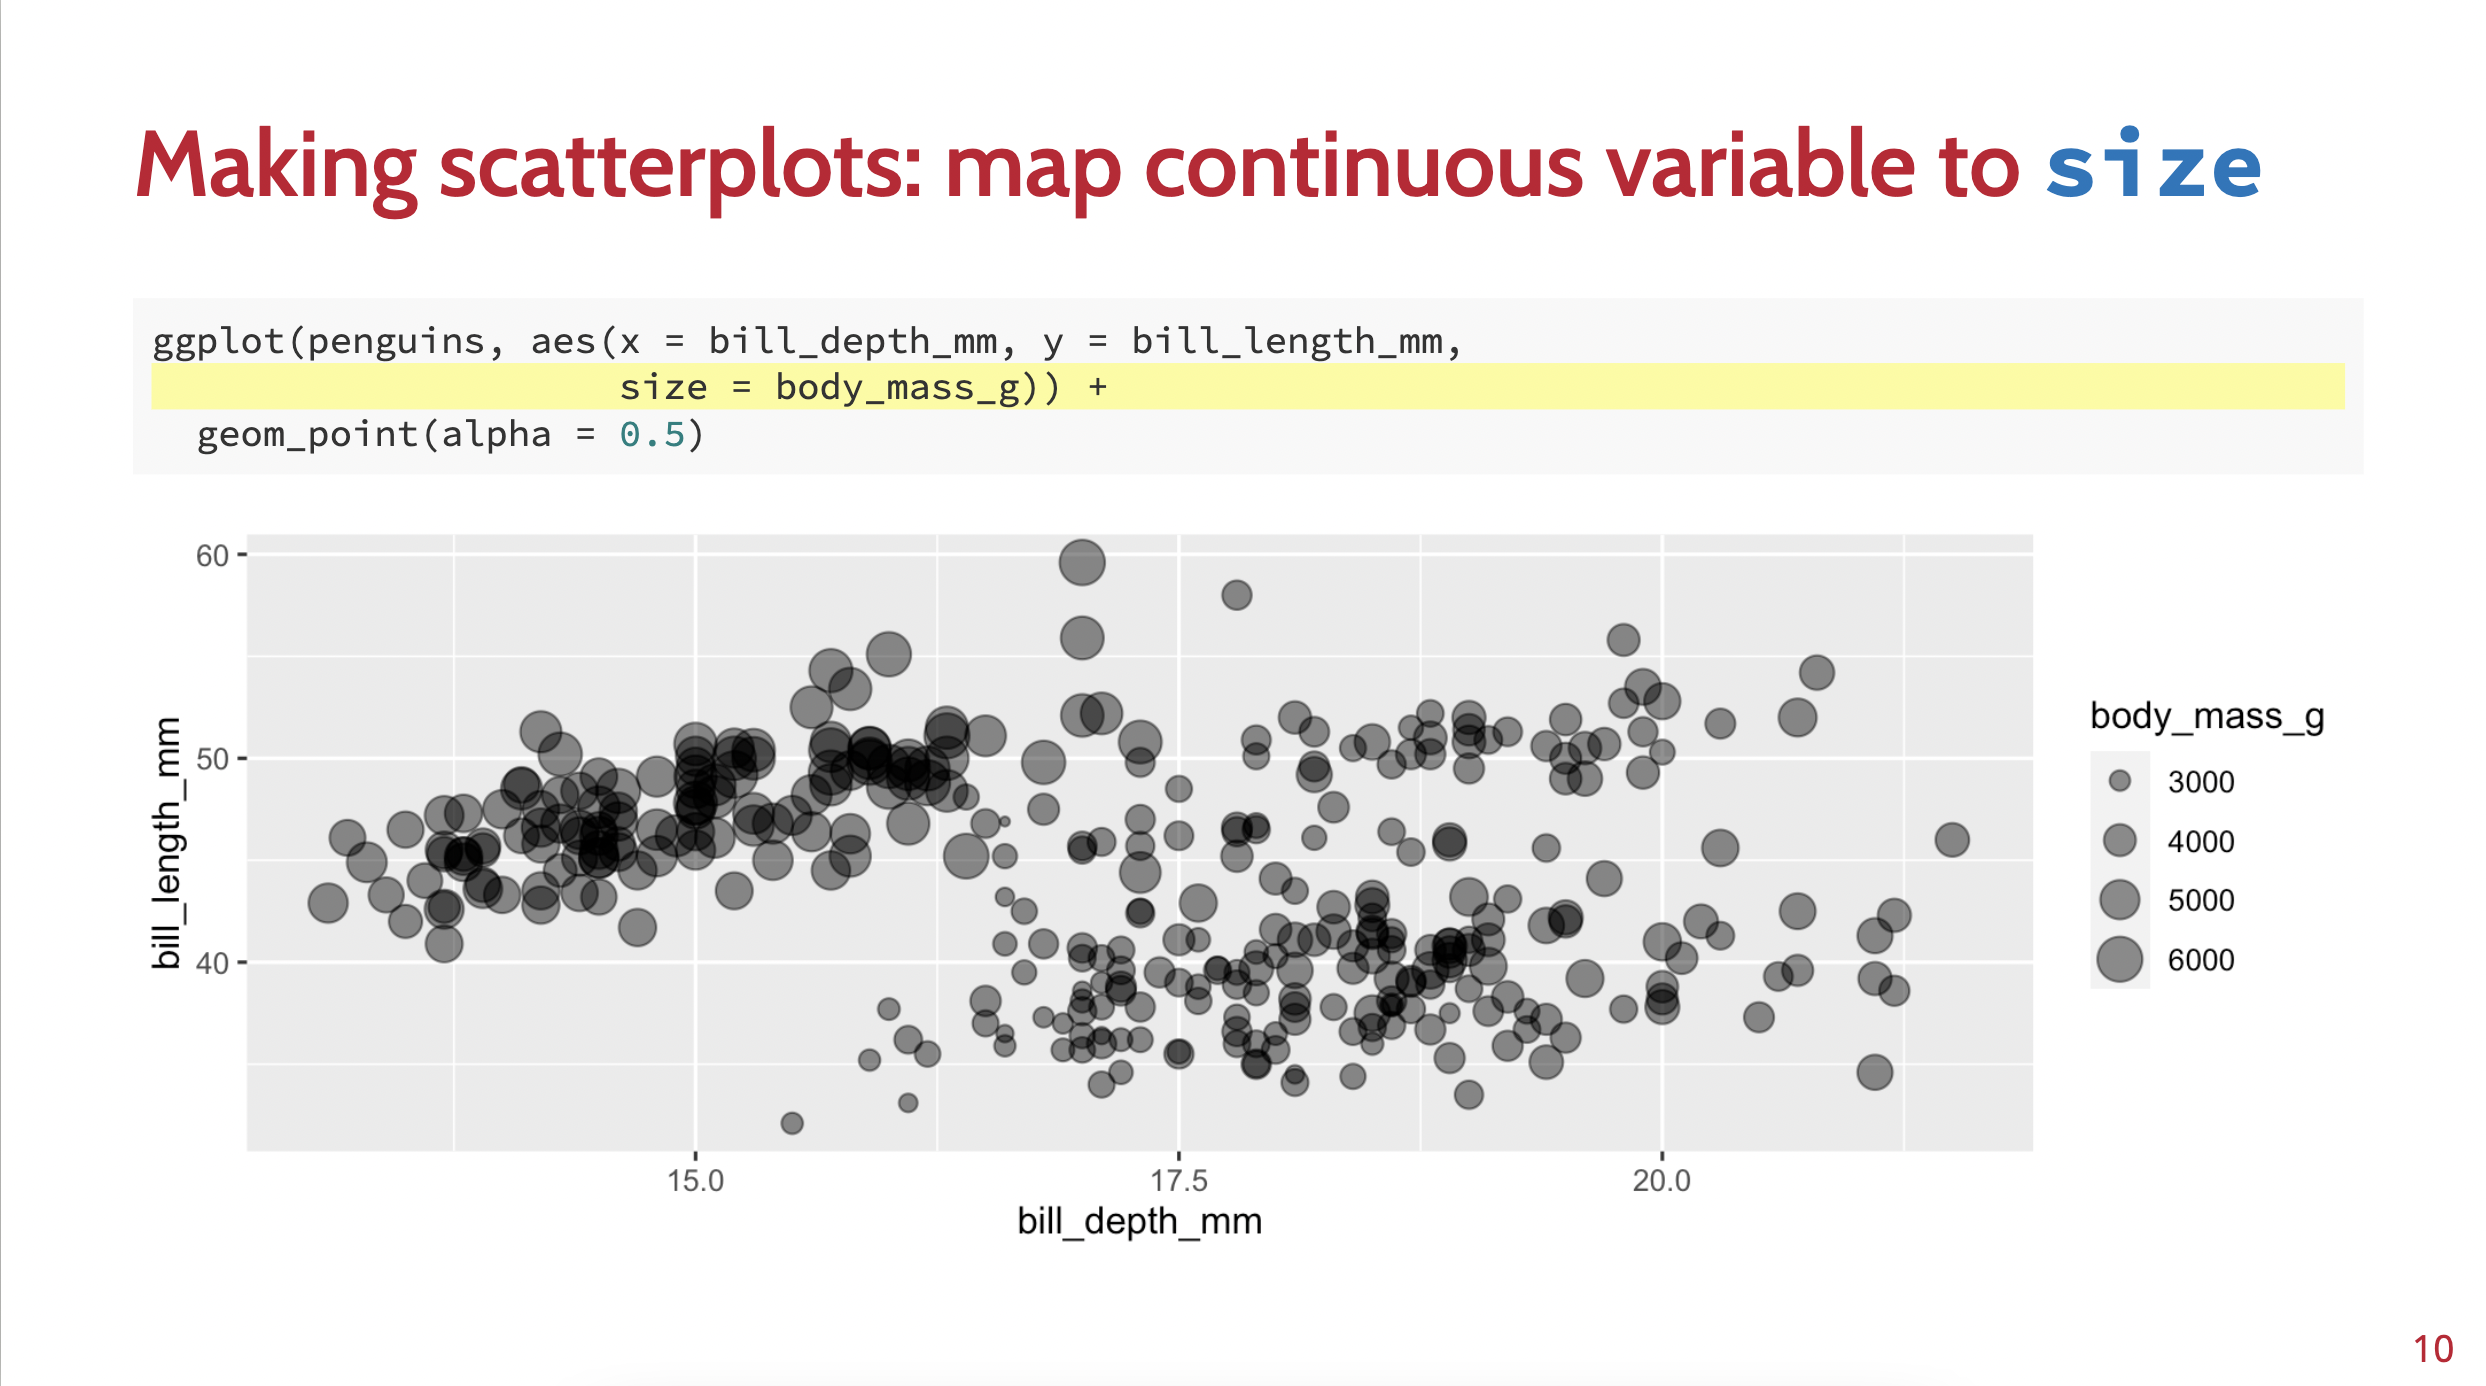 Making scatterplots: map continuous variable to size
ggplot(penguins, aes(x = bill_depth_mm, y = bill_length_mm,
size = body_mass_g)) +
geom_point(alpha = 0.5)
60
50
40
bill_length_mm
15.0 17.5 20.0
bill_depth_mm
body_mass_g
3000
4000
5000
6000
10